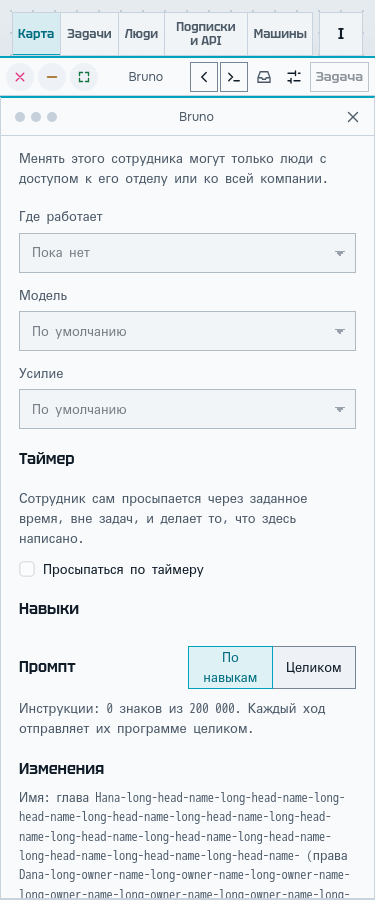 Карта
Задачи
Люди
Подписки
и API
Машины
I
Bruno
Задача
Bruno
Менять этого сотрудника могут только люди с
доступом к его отделу или ко всей компании.
Где работает
Пока нет
Модель
По умолчанию
Усилие
По умолчанию
Таймер
Сотрудник сам просыпается через заданное
время, вне задач, и делает то, что здесь
написано.
Просыпаться по таймеру
Навыки
Промпт
По
навыкам
Целиком
Инструкции: 0 знаков из 200 000. Каждый ход
отправляет их программе целиком.
Изменения
Имя: глава Hana-long-head-name-long-head-name-long-
head-name-long-head-name-long-head-name-long-head-
name-long-head-name-long-head-name-long-head-name-
long-head-name-long-head-name-long-head-name- (права
Dana-long-owner-name-long-owner-name-long-owner-name-
long-owner-name-long-owner-name-long-owner-name-long-